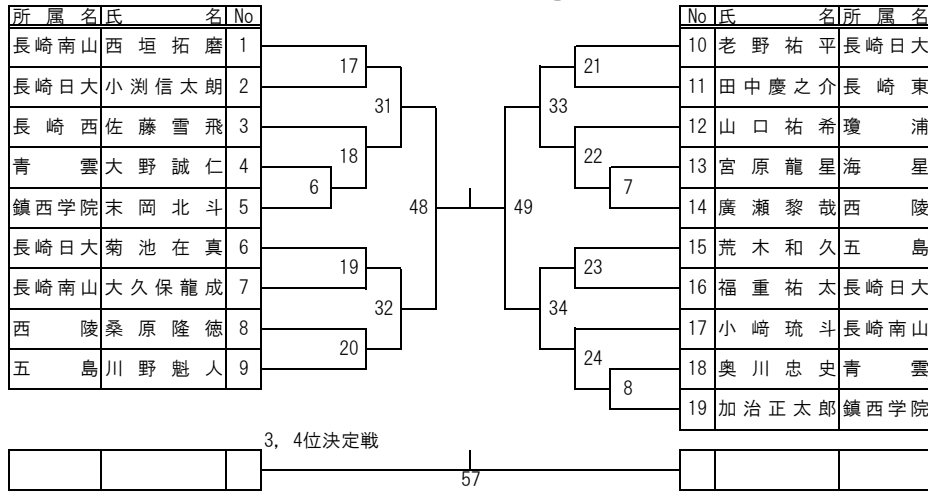 所属名 氏名 No
長崎南山 西垣拓磨 1
長崎日大 小渕信太朗 2
長崎西 佐藤雪飛 3
青雲 大野誠仁 4
鎮西学院 末岡北斗 5
長崎日大 菊池在真 6
長崎南山 大久保龍成 7
西陵 桑原隆徳 8
五島 川野魁人 9
17
31
18
6
48
19
32
20
49
21
33
22
7
23
34
24
8
No 氏名 所属名
10 老野祐平 長崎日大
11 田中慶之介 長崎東
12 山口祐希 瓊浦
13 宮原龍星 海星
14 廣瀬黎哉 西陵
15 荒木和久 五島
16 福重祐太 長崎日大
17 小﨑琉斗 長崎南山
18 奥川忠史 青雲
19 加治正太郎 鎮西学院
3，4位決定戦
57